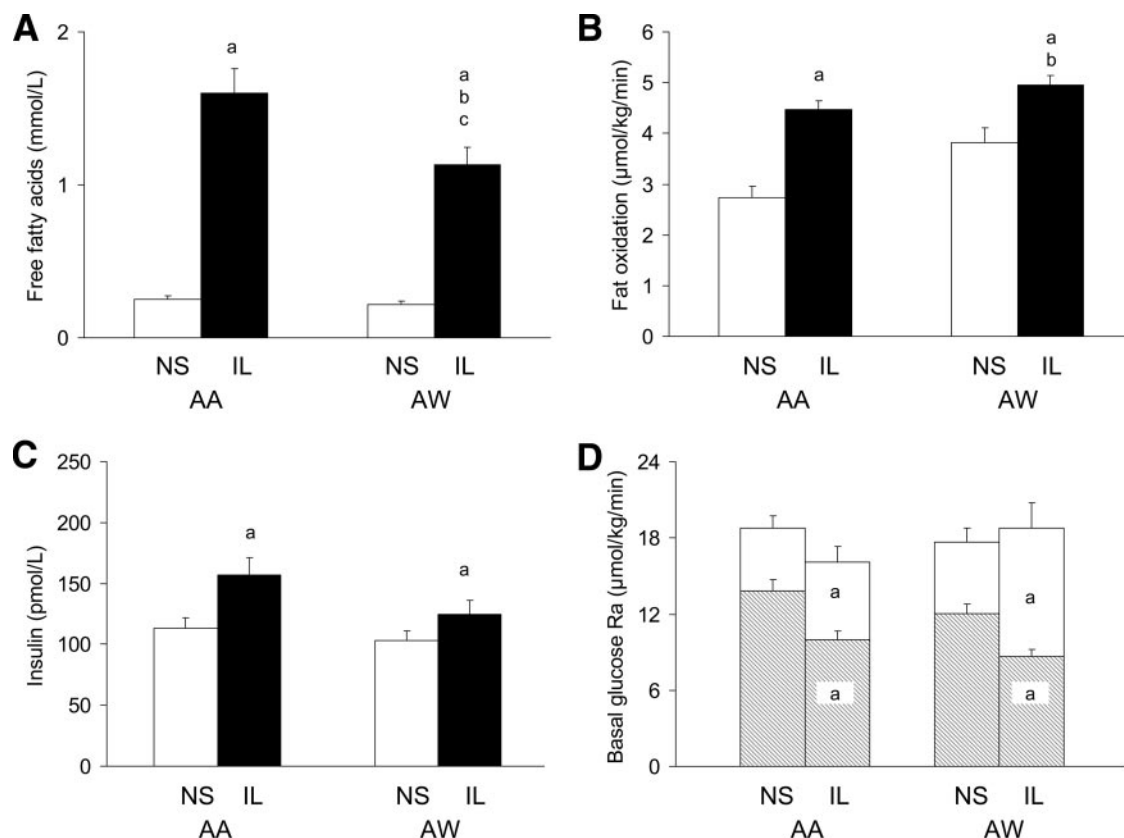 A
Free fatty acids (mmol/L)
2
1
0
a
a
b
c
NS IL NS IL
AA AW
B
Fat oxidation (μmol/kg/min)
6
5
4
3
2
1
0
a
a
b
NS IL NS IL
AA AW
C
Insulin (pmol/L)
250
200
150
100
50
0
a
a
NS IL NS IL
AA AW
D
Basal glucose Ra (μmol/kg/min)
24
18
12
6
0
a
a
a
a
NS IL NS IL
AA AW